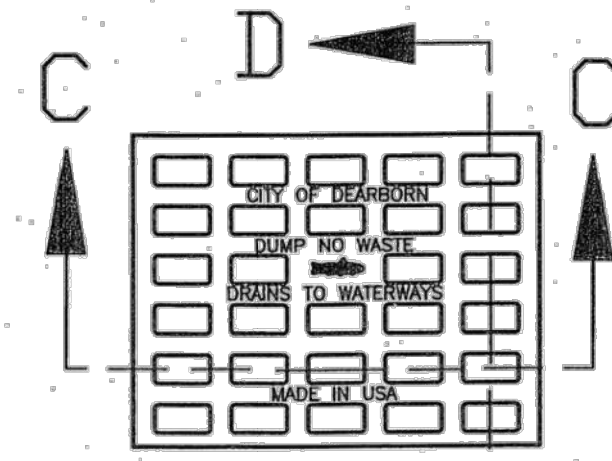 D
C
C
CITY OF DEARBORN
DUMP NO WASTE
DRAINS TO WATERWAYS
MADE IN USA